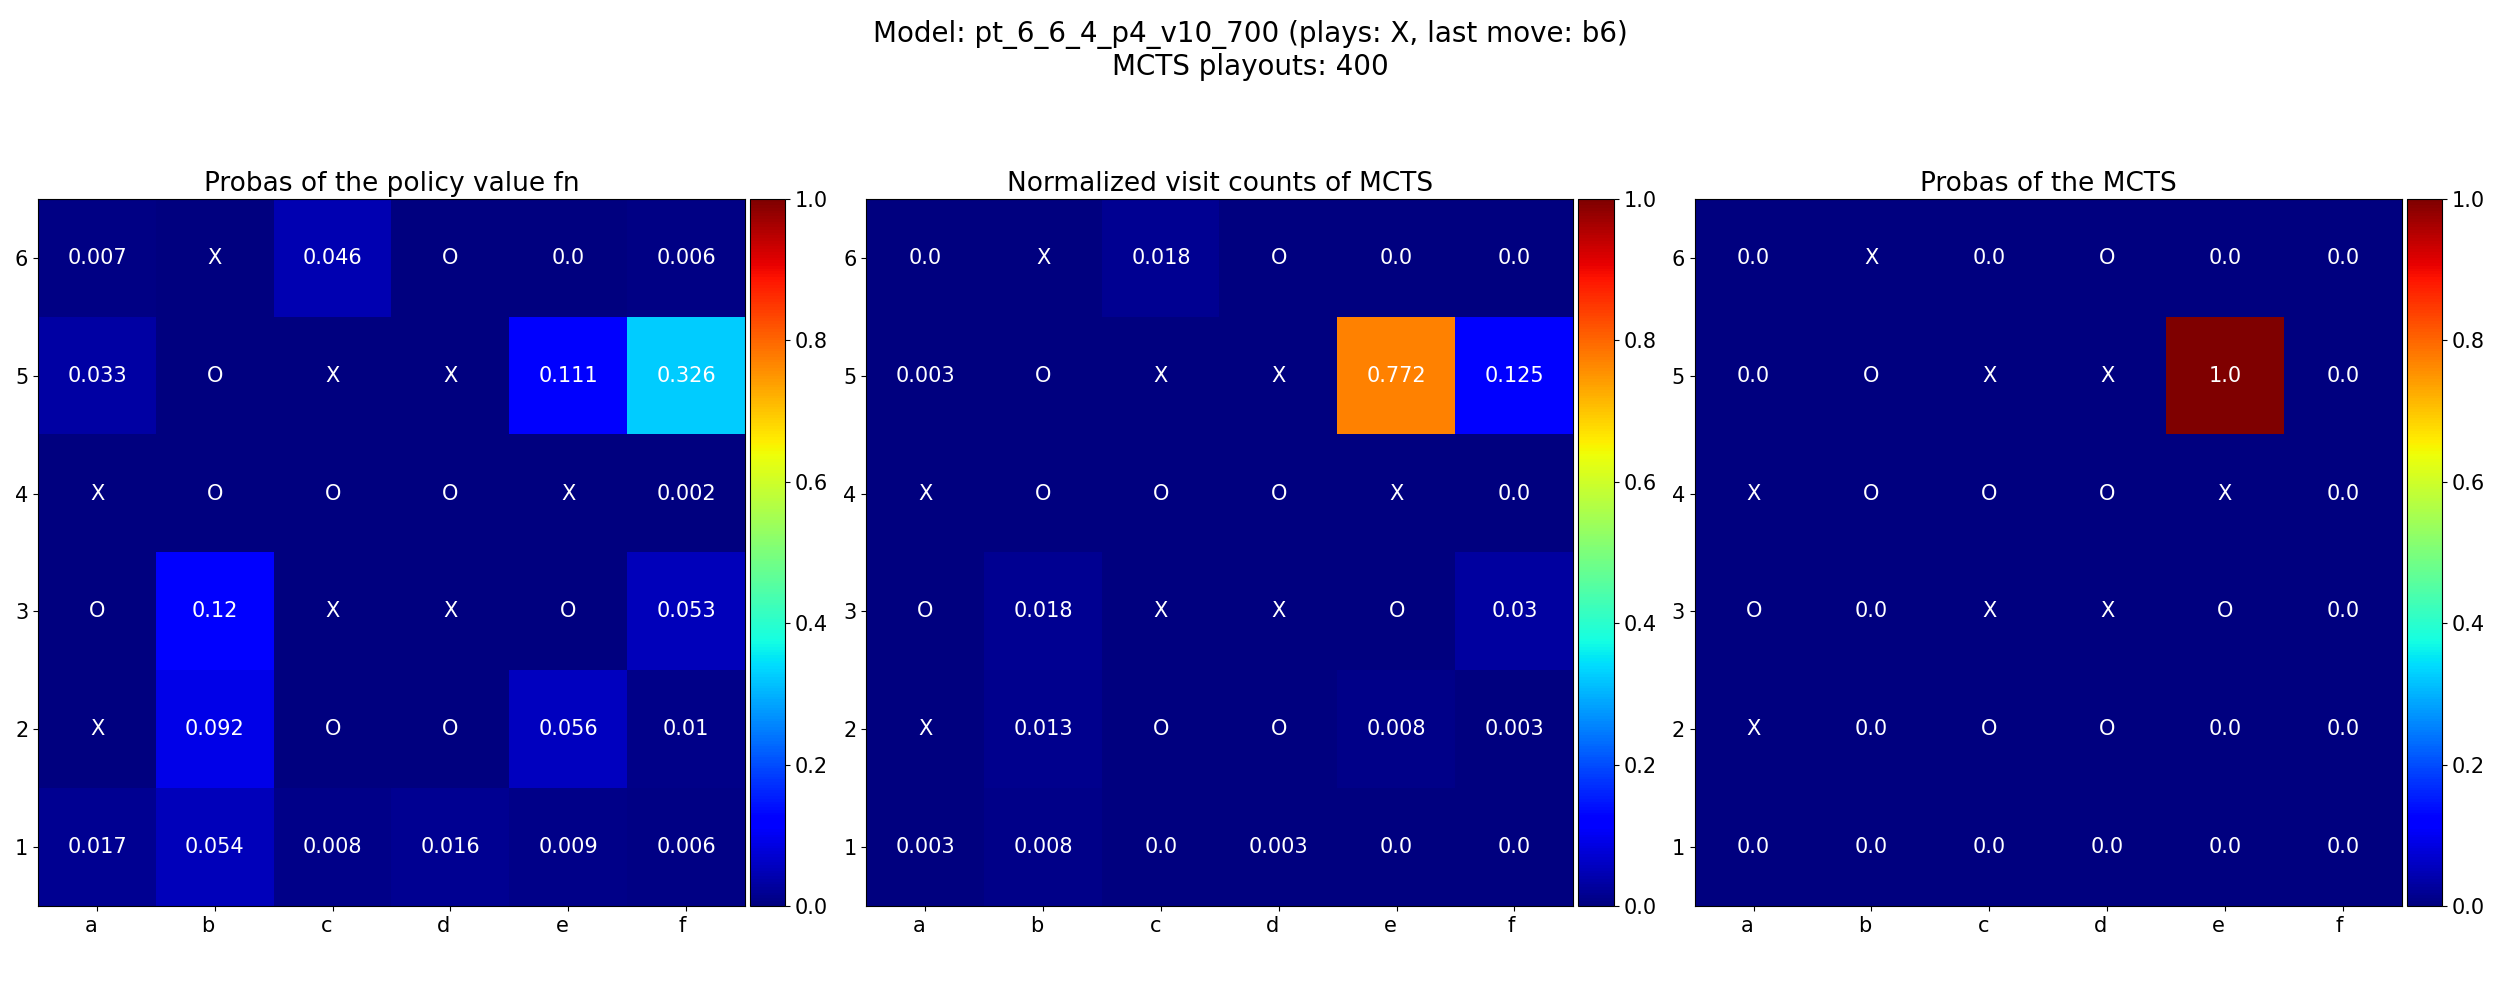 Model: pt_6_6_4_p4_v10_700 (plays: X, last move: b6)
MCTS playouts: 400
Probas of the policy value fn
6 0.007 X 0.046 O 0.0 0.006
5 0.033 O X X 0.111 0.326
4 X O O O X 0.002
3 O 0.12 X X O 0.053
2 X 0.092 O O 0.056 0.01
1 0.017 0.054 0.008 0.016 0.009 0.006
a b c d e f
1.0
0.8
0.6
0.4
0.2
0.0
Normalized visit counts of MCTS
6 0.0 X 0.018 O 0.0 0.0
5 0.003 O X X 0.772 0.125
4 X O O O X 0.0
3 O 0.018 X X O 0.03
2 X 0.013 O O 0.008 0.003
1 0.003 0.008 0.0 0.003 0.0 0.0
a b c d e f
1.0
0.8
0.6
0.4
0.2
0.0
Probas of the MCTS
6 0.0 X 0.0 O 0.0 0.0
5 0.0 O X X 1.0 0.0
4 X O O O X 0.0
3 O 0.0 X X O 0.0
2 X 0.0 O O 0.0 0.0
1 0.0 0.0 0.0 0.0 0.0 0.0
a b c d e f
1.0
0.8
0.6
0.4
0.2
0.0